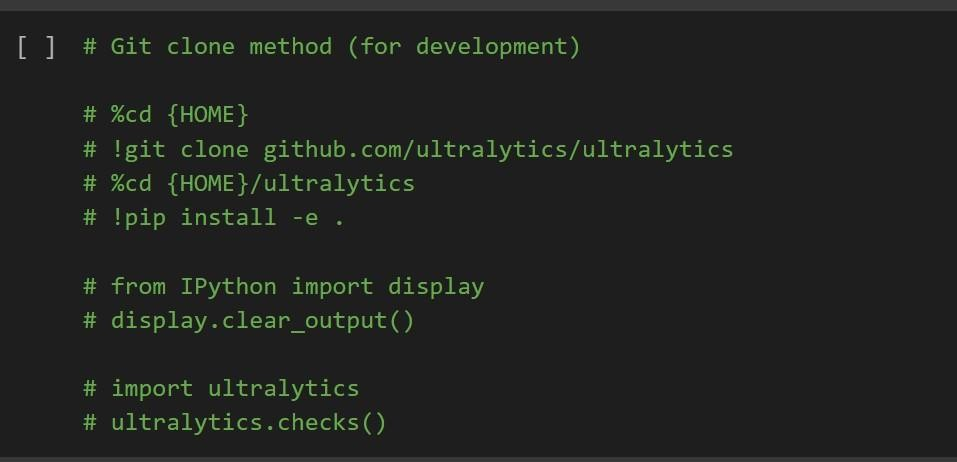 [ ] # Git clone method (for development)
# %cd {HOME}
# !git clone github.com/ultralytics/ultralytics
# %cd {HOME}/ultralytics
# !pip install -e .
# from IPython import display
# display.clear_output()
# import ultralytics
# ultralytics.checks()